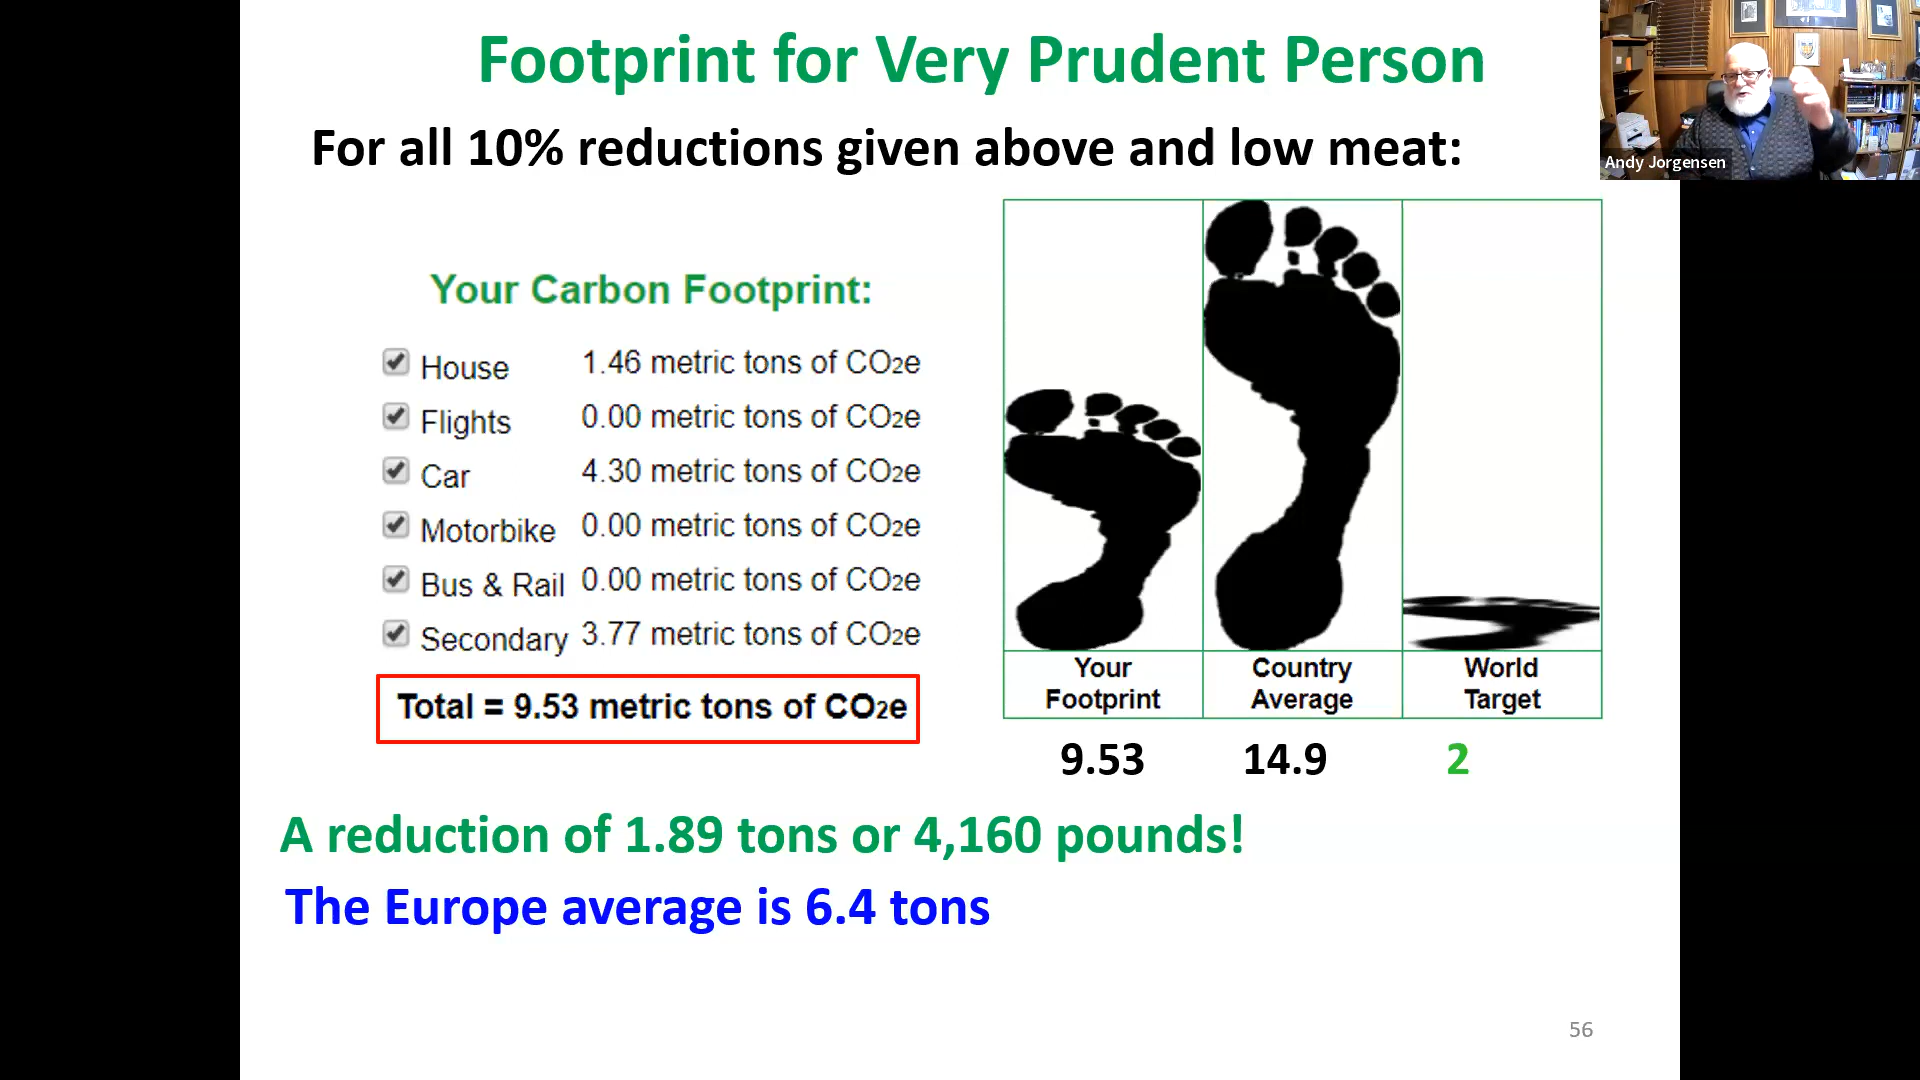 Footprint for Very Prudent Person
For all 10% reductions given above and low meat:
Andy Jorgensen
Your Carbon Footprint:
House 1.46 metric tons of CO2e
Flights 0.00 metric tons of CO2e
Car 4.30 metric tons of CO2e
Motorbike 0.00 metric tons of CO2e
Bus & Rail 0.00 metric tons of CO2e
Secondary 3.77 metric tons of CO2e
Total = 9.53 metric tons of CO2e
Your Footprint
Country Average
World Target
9.53 14.9 2
A reduction of 1.89 tons or 4,160 pounds!
The Europe average is 6.4 tons
56